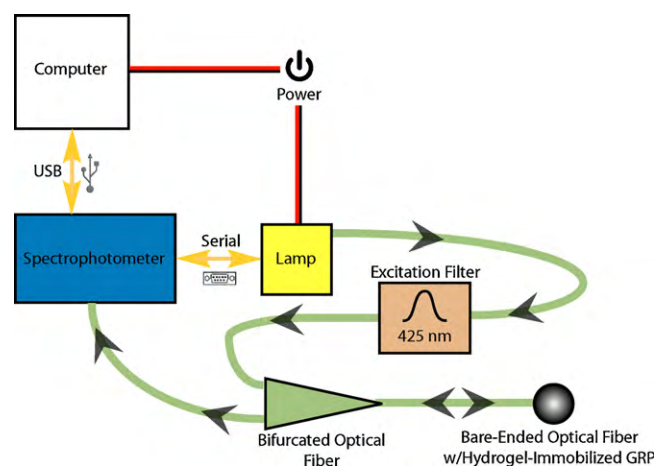 Computer
Power
USB
Spectrophotometer
Serial
Lamp
Excitation Filter
425 nm
Bifurcated Optical
Fiber
Bare-Ended Optical Fiber
w/Hydrogel-Immobilized GRP